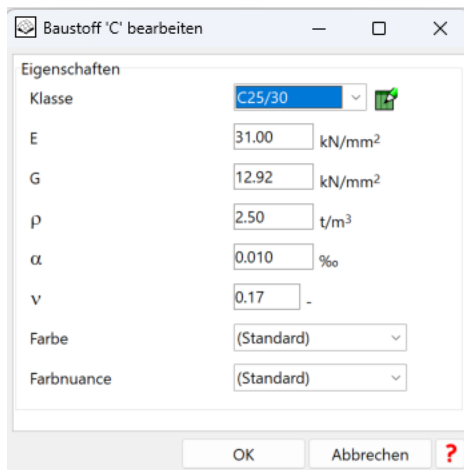 Baustoff 'C' bearbeiten
Eigenschaften
Klasse C25/30
E 31.00 kN/mm²
G 12.92 kN/mm²
ρ 2.50 t/m³
α 0.010 ‰
ν 0.17 -
Farbe (Standard)
Farbnuance (Standard)
OK Abbrechen ?